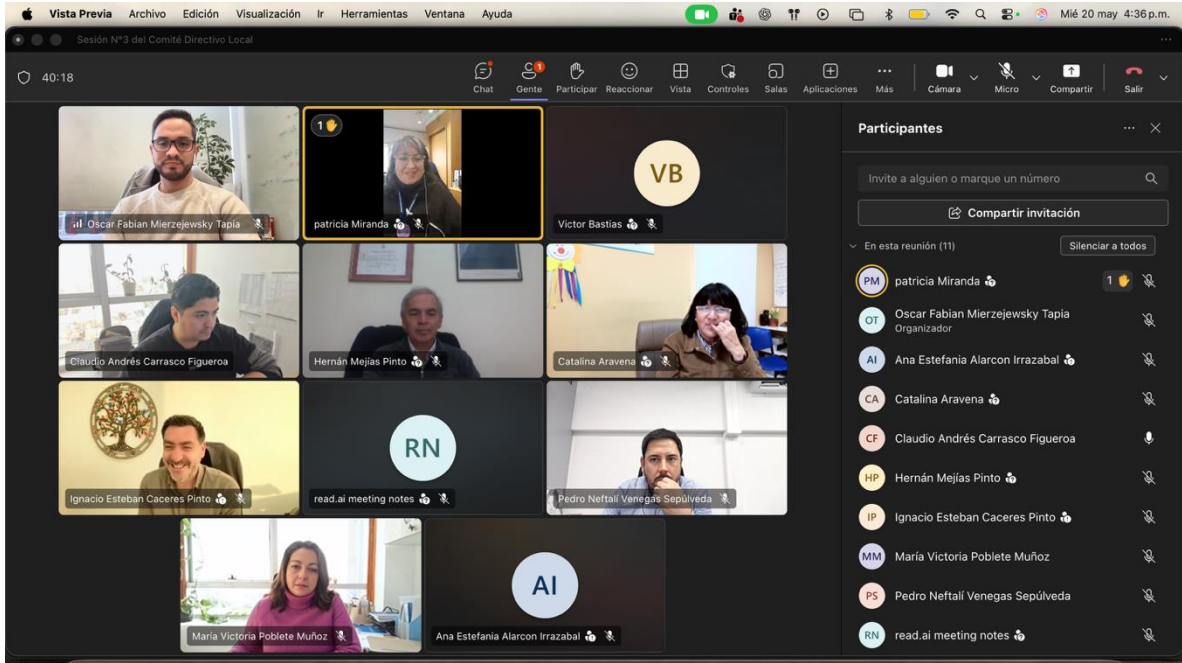 Vista Previa Archivo Edición Visualización Ir Herramientas Ventana Ayuda Mié 20 may 4:36 p.m.
Sesión N°3 del Comité Directivo Local
40:18
Chat Gente Participar Reaccionar Vista Controles Salas Aplicaciones Más Cámara Micro Compartir Salir
1
1
Oscar Fabian Mierzejewsky Tapia
patricia Miranda
VB
Victor Bastias
Claudio Andrés Carrasco Figueroa
Hernán Mejías Pinto
Catalina Aravena
Ignacio Esteban Caceres Pinto
RN
read.ai meeting notes
Pedro Neftalí Venegas Sepúlveda
María Victoria Poblete Muñoz
AI
Ana Estefania Alarcon Irrazabal
Participantes
Invite a alguien o marque un número
Compartir invitación
En esta reunión (11) Silenciar a todos
PM patricia Miranda 1
OT Oscar Fabian Mierzejewsky Tapia
Organizador
AI Ana Estefania Alarcon Irrazabal
CA Catalina Aravena
CF Claudio Andrés Carrasco Figueroa
HP Hernán Mejías Pinto
IP Ignacio Esteban Caceres Pinto
MM María Victoria Poblete Muñoz
PS Pedro Neftalí Venegas Sepúlveda
RN read.ai meeting notes